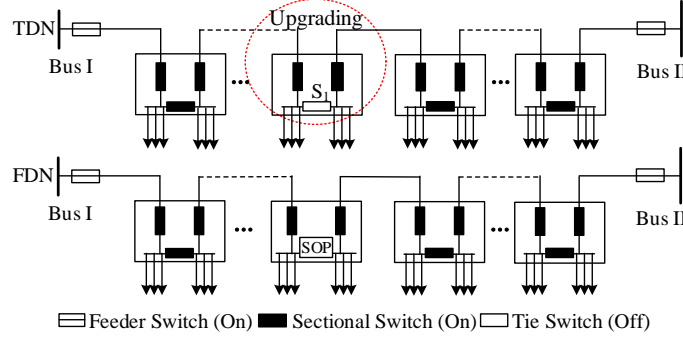 Upgrading
TDN
Bus I
...
S1
...
Bus II
FDN
Bus I
...
SOP
...
Bus II
Feeder Switch (On) Sectional Switch (On) Tie Switch (Off)